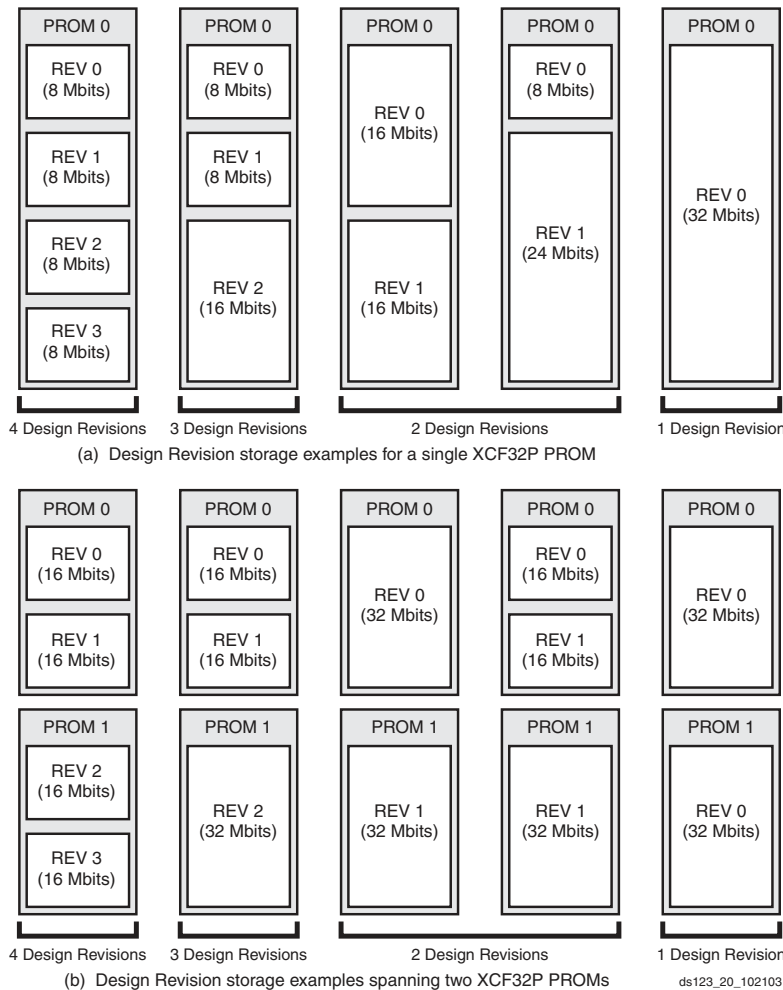 PROM 0
REV 0
(8 Mbits)
REV 1
(8 Mbits)
REV 2
(8 Mbits)
REV 3
(8 Mbits)
4 Design Revisions
PROM 0
REV 0
(8 Mbits)
REV 1
(8 Mbits)
REV 2
(16 Mbits)
3 Design Revisions
PROM 0
REV 0
(16 Mbits)
REV 1
(16 Mbits)
PROM 0
REV 0
(8 Mbits)
REV 1
(24 Mbits)
2 Design Revisions
PROM 0
REV 0
(32 Mbits)
1 Design Revision
(a) Design Revision storage examples for a single XCF32P PROM
PROM 0
REV 0
(16 Mbits)
REV 1
(16 Mbits)
PROM 1
REV 2
(16 Mbits)
REV 3
(16 Mbits)
4 Design Revisions
PROM 0
REV 0
(16 Mbits)
REV 1
(16 Mbits)
PROM 1
REV 2
(32 Mbits)
3 Design Revisions
PROM 0
REV 0
(32 Mbits)
PROM 1
REV 1
(32 Mbits)
PROM 0
REV 0
(16 Mbits)
REV 1
(16 Mbits)
PROM 1
REV 1
(32 Mbits)
2 Design Revisions
PROM 0
REV 0
(32 Mbits)
PROM 1
REV 0
(32 Mbits)
1 Design Revision
(b) Design Revision storage examples spanning two XCF32P PROMs
ds123_20_102103